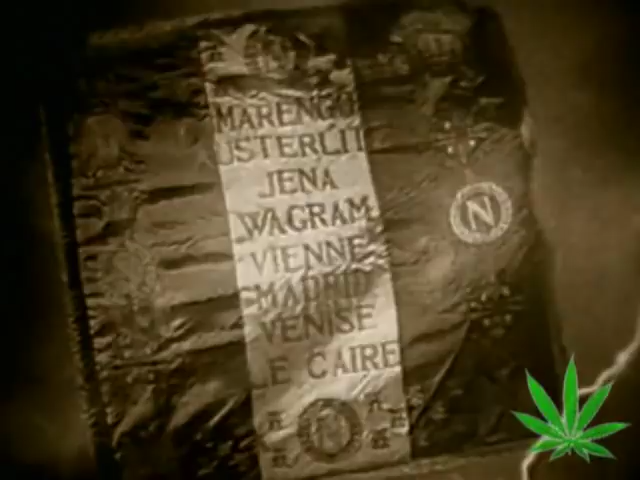 MARENGO
USTERLIT
JENA
WAGRAM
VIENNE
MADRID
VENISE
LE CAIRE
N
N